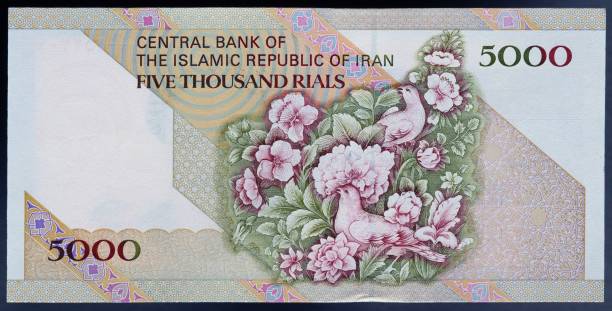 CENTRAL BANK OF
THE ISLAMIC REPUBLIC OF IRAN
FIVE THOUSAND RIALS
5000
5000